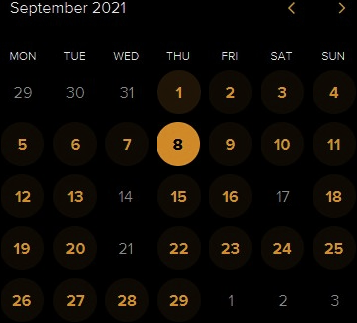 September 2021
MON TUE WED THU FRI SAT SUN
29 30 31 1 2 3 4
5 6 7 8 9 10 11
12 13 14 15 16 17 18
19 20 21 22 23 24 25
26 27 28 29 1 2 3